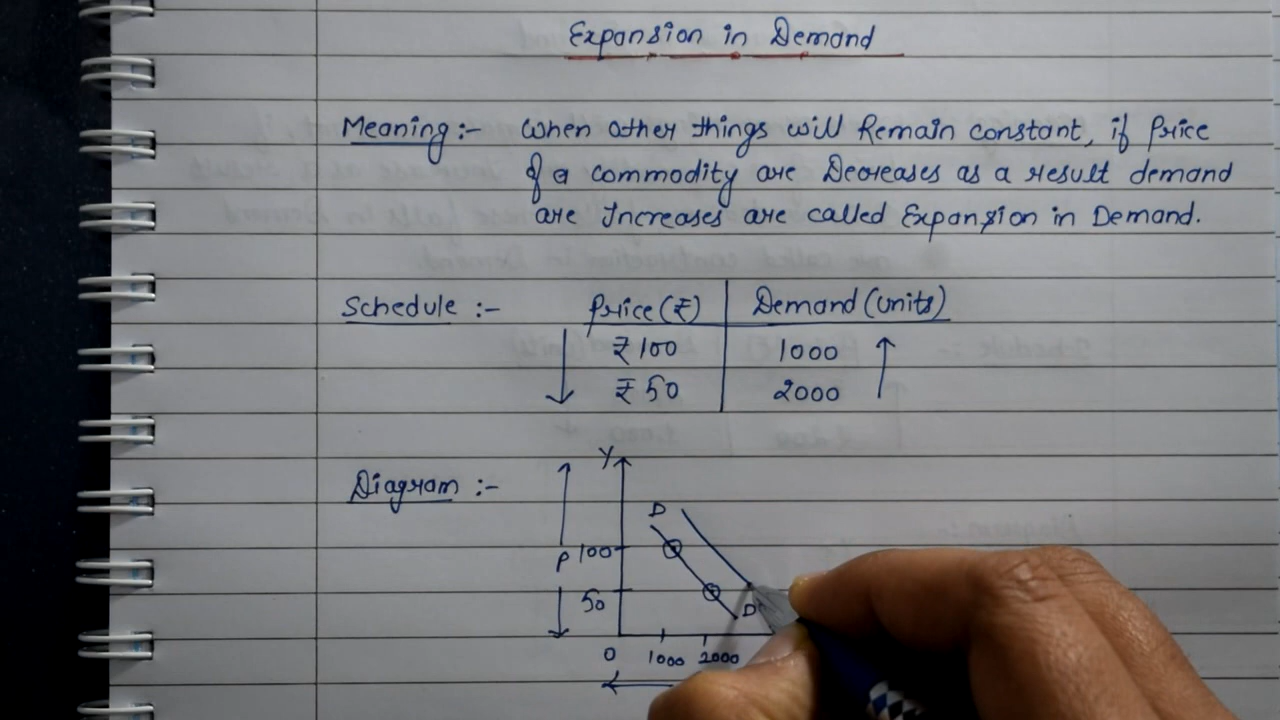 Expansion in Demand
Meaning :- When other things will Remain constant, if Price
of a commodity are Decreases as a result demand
are Increases are called Expansion in Demand.
Schedule :- Price (₹) Demand (units)
₹ 100 1000
₹ 50 2000
Diagram :- Y
D
P 100
50
D
0 1000 2000